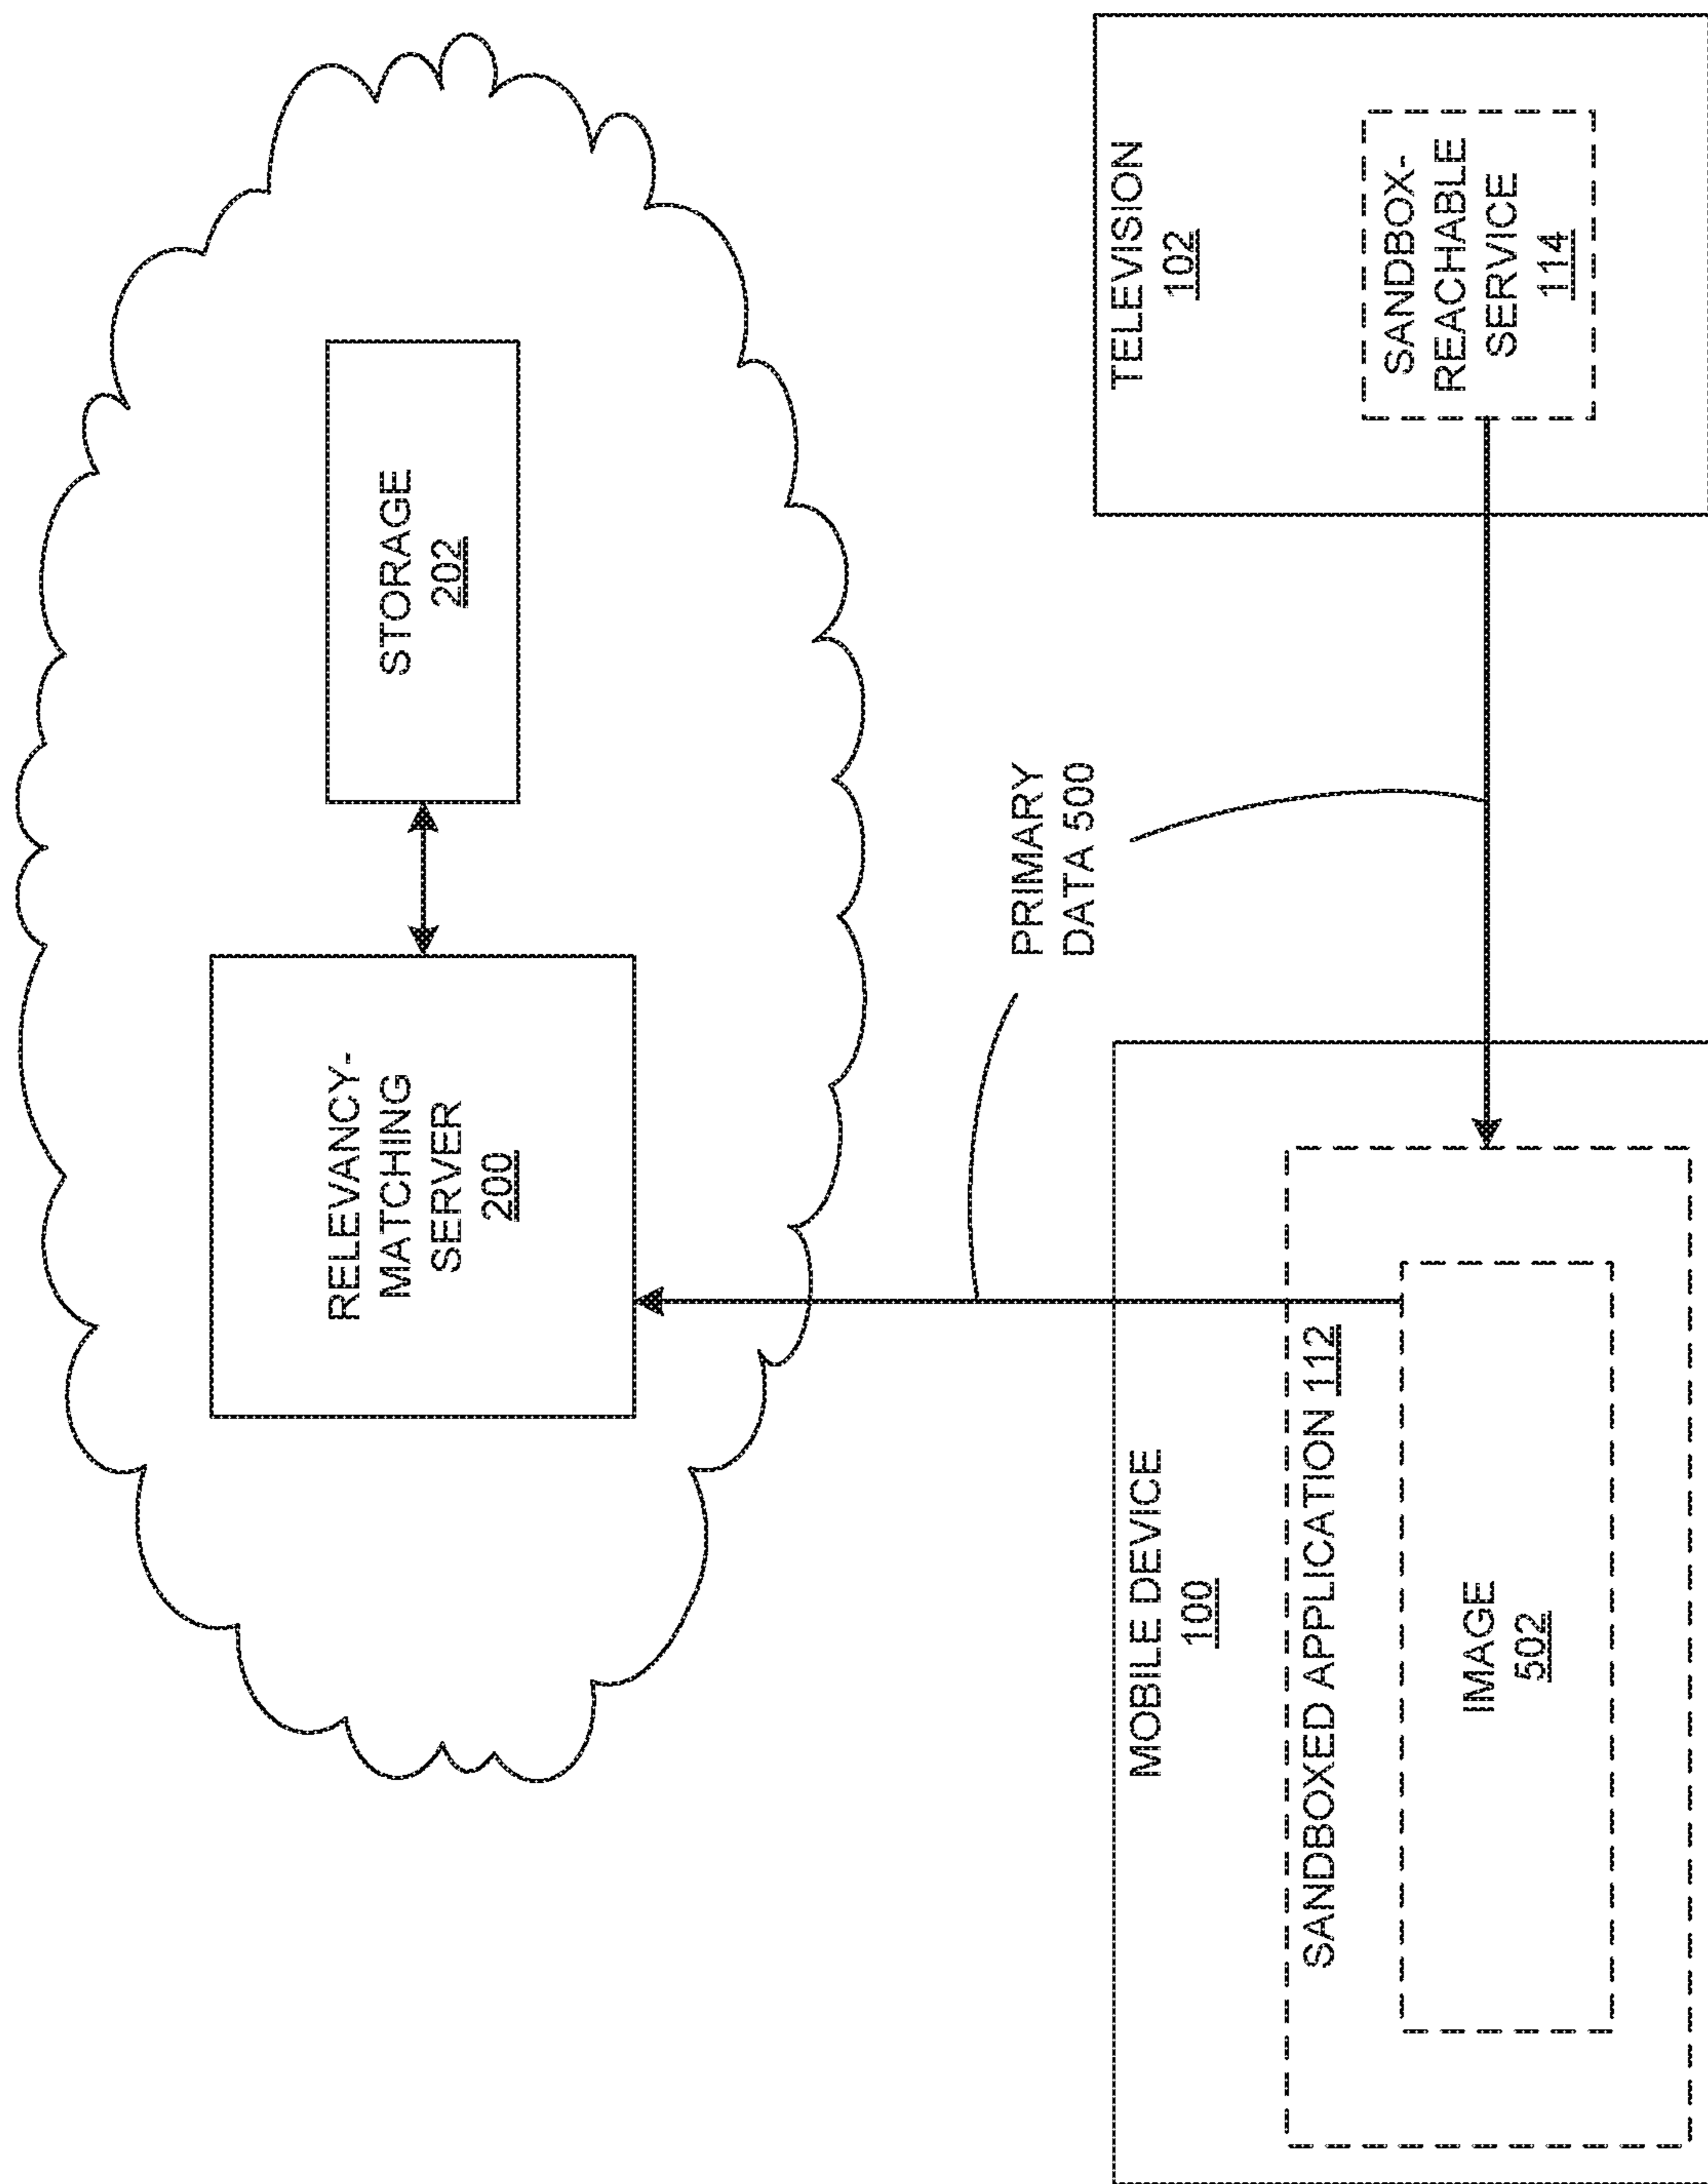 RELEVANCY-
MATCHING
SERVER
200
STORAGE
202
PRIMARY
DATA 500
MOBILE DEVICE
100
SANDBOXED APPLICATION 112
IMAGE
502
TELEVISION
102
SANDBOX-
REACHABLE
SERVICE
114